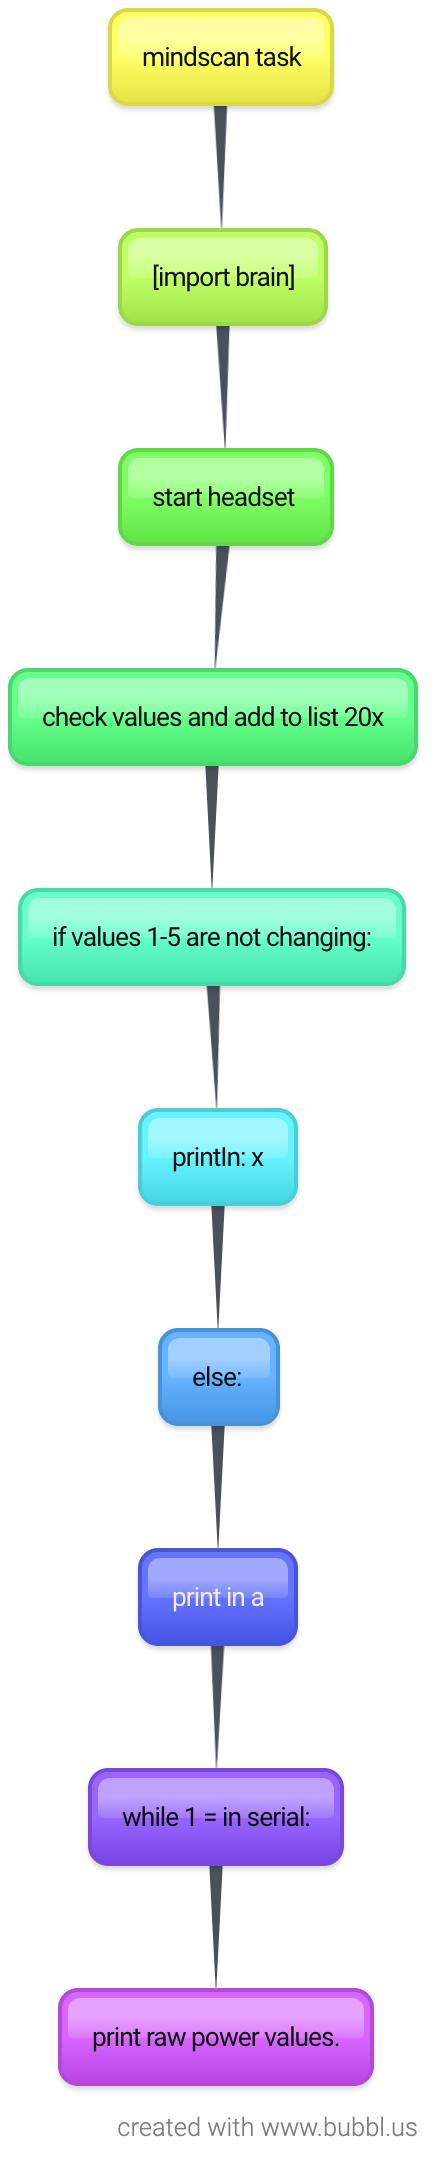 mindscan task
[import brain]
start headset
check values and add to list 20x
if values 1-5 are not changing:
println: x
else:
print in a
while 1 = in serial:
print raw power values.
created with www.bubbl.us